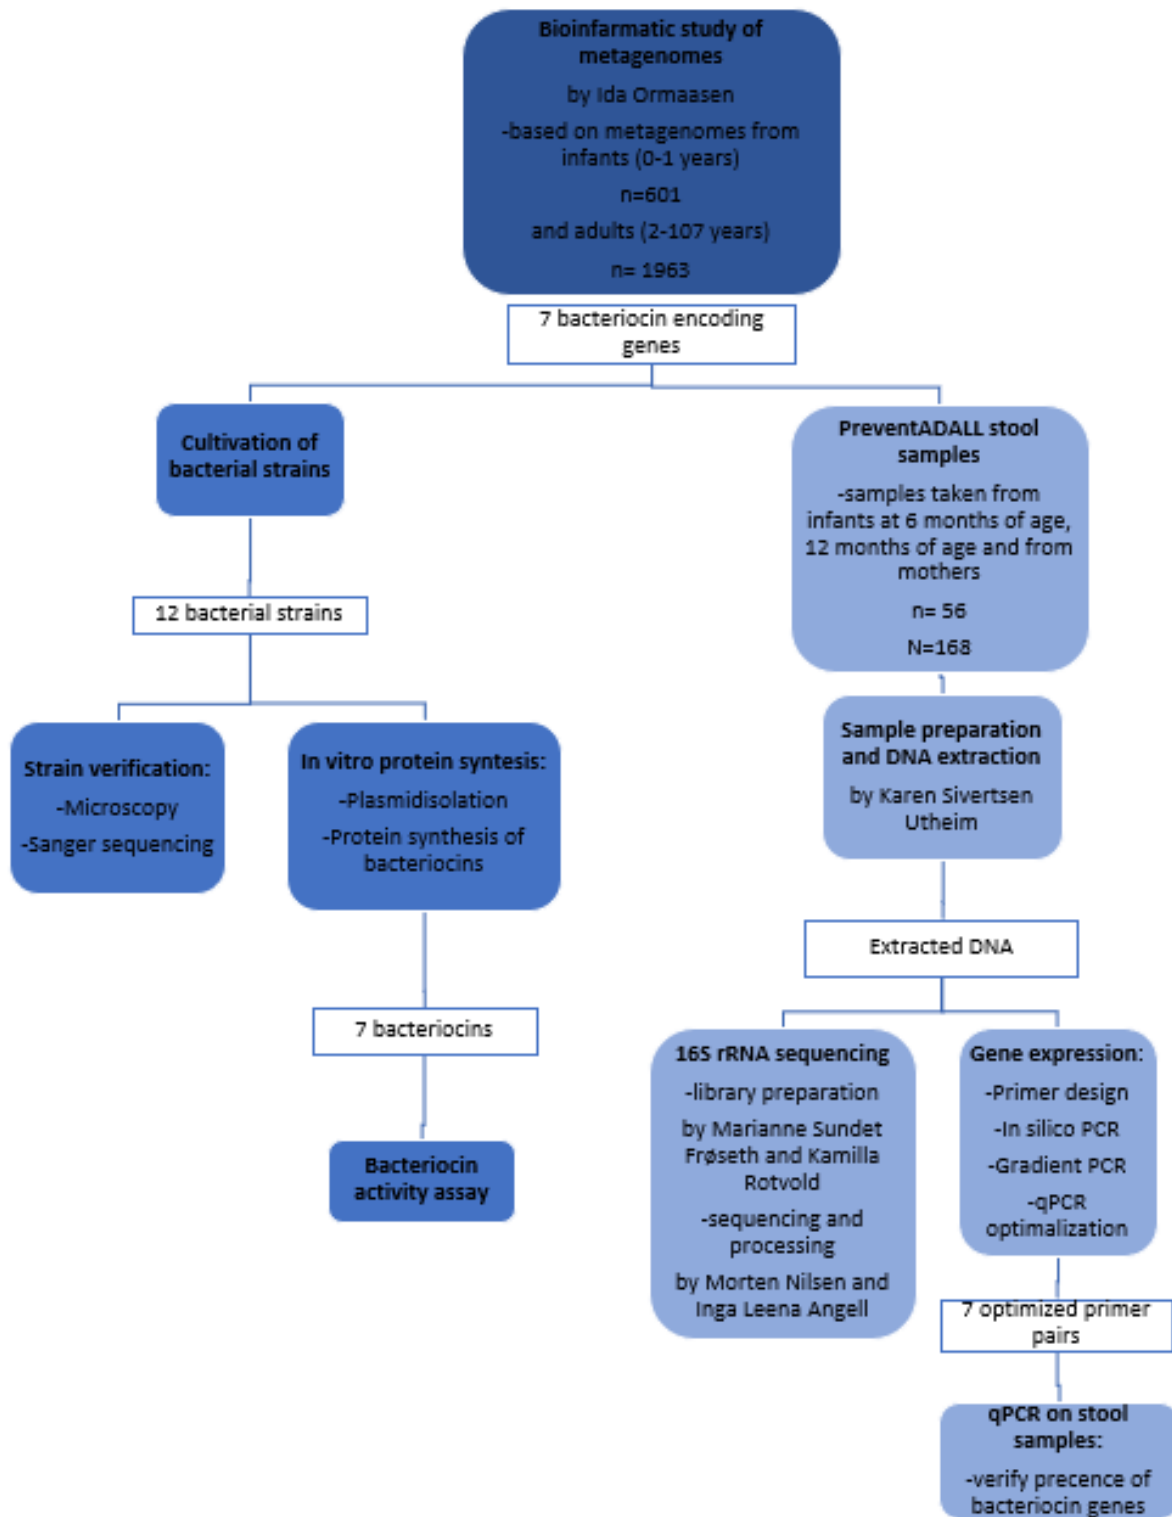 Bioinfarmatic study of
metagenomes
by Ida Ormaasen
-based on metagenomes from
infants (0-1 years)
n=601
and adults (2-107 years)
n= 1963
7 bacteriocin encoding
genes
Cultivation of
bacterial strains
12 bacterial strains
Strain verification:
-Microscopy
-Sanger sequencing
In vitro protein syntesis:
-Plasmidisolation
-Protein synthesis of
bacteriocins
7 bacteriocins
Bacteriocin
activity assay
PreventADALL stool
samples
-samples taken from
infants at 6 months of age,
12 months of age and from
mothers
n= 56
N=168
Sample preparation
and DNA extraction
by Karen Sivertsen
Utheim
Extracted DNA
16S rRNA sequencing
-library preparation
by Marianne Sundet
Frøseth and Kamilla
Rotvold
-sequencing and
processing
by Morten Nilsen and
Inga Leena Angell
Gene expression:
-Primer design
-In silico PCR
-Gradient PCR
-qPCR
optimalization
7 optimized primer
pairs
qPCR on stool
samples:
-verify precence of
bacteriocin genes